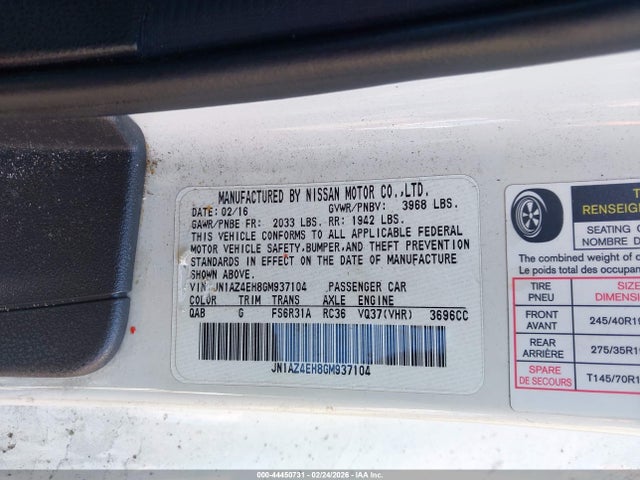 MANUFACTURED BY NISSAN MOTOR CO.,LTD.
DATE: 02/16 GVWR/PNBV: 3968 LBS.
GAWR/PNBE FR: 2033 LBS. RR: 1942 LBS.
THIS VEHICLE CONFORMS TO ALL APPLICABLE FEDERAL
MOTOR VEHICLE SAFETY, BUMPER, AND THEFT PREVENTION
STANDARDS IN EFFECT ON THE DATE OF MANUFACTURE
SHOWN ABOVE.
VIN: JN1AZ4EH8GM937104 PASSENGER CAR
COLOR TRIM TRANS AXLE ENGINE
QAB G FS6R31A RC36 VQ37(VHR) 3696CC
JN1AZ4EH8GM937104
RENSEIGNE
SEATING
NOMBRE D
The combined weight of
Le poids total des occupa
TIRE
PNEU
DIMENSI
FRONT
AVANT
245/40R1
REAR
ARRIÈRE
275/35R1
SPARE
DE SECOURS
T145/70R1
000-44450731 - 02/24/2026 - IAA Inc.